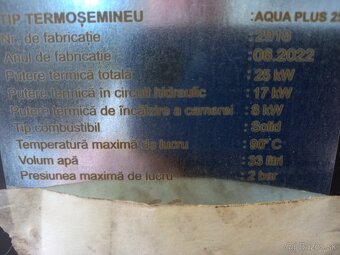 TIP TERMOȘEMINEU :AQUA PLUS 25
Nr. de fabricație : 2918
Anul de fabricație : 06.2022
Putere termică totală : 25 kW
Putere termică în circuit hidraulic : 17 kW
Putere termică de încălzire a camerei : 8 kW
Tip combustibil : Solid
Temperatură maximă de lucru : 90°C
Volum apă : 33 litri
Presiunea maximă de lucru : 2 bar